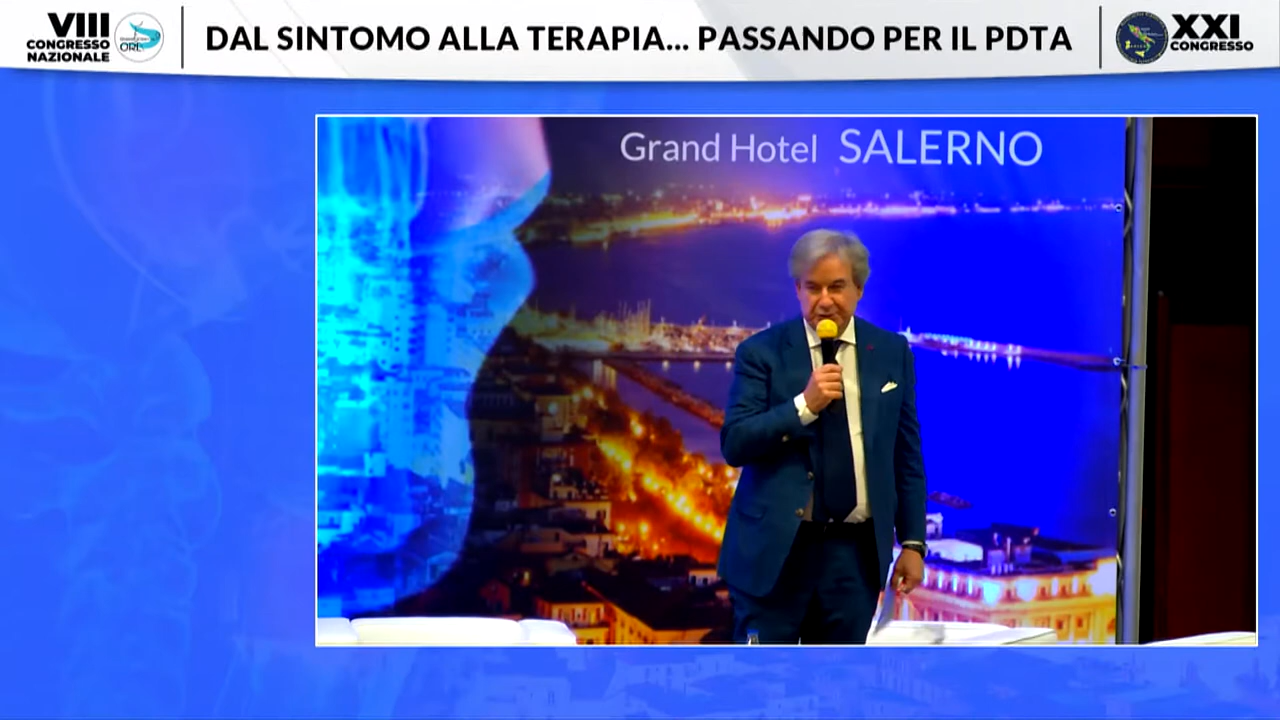 VIII
CONGRESSO
NAZIONALE
ORL
DAL SINTOMO ALLA TERAPIA... PASSANDO PER IL PDTA
XXI
CONGRESSO
Grand Hotel SALERNO